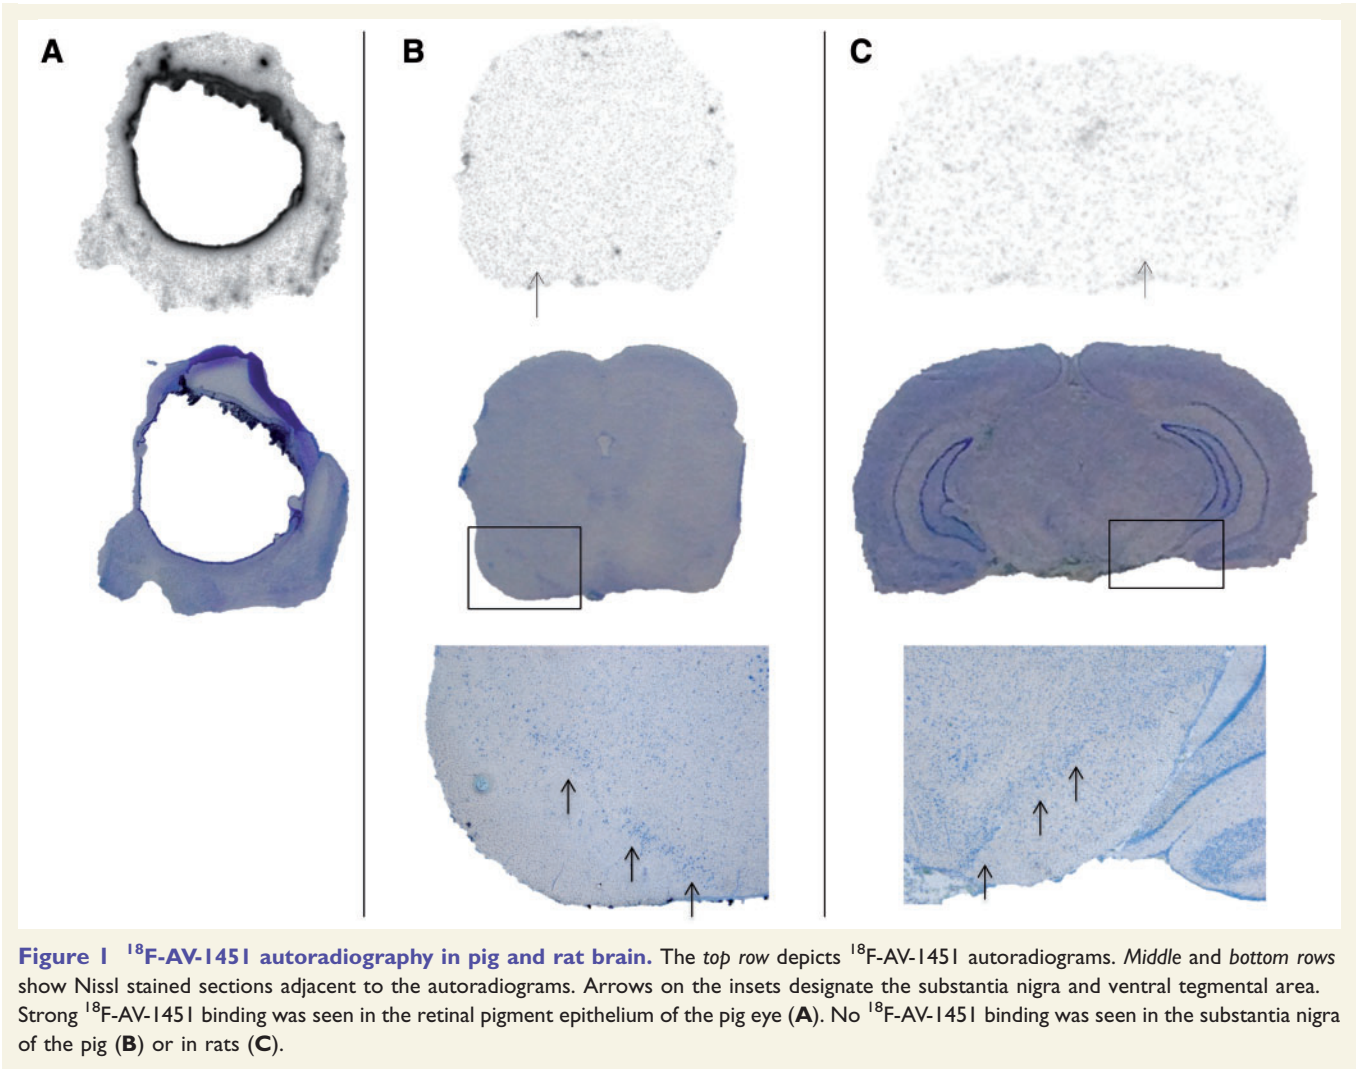 A
B
C
Figure 1 ¹⁸F-AV-1451 autoradiography in pig and rat brain. The top row depicts ¹⁸F-AV-1451 autoradiograms. Middle and bottom rows
show Nissl stained sections adjacent to the autoradiograms. Arrows on the insets designate the substantia nigra and ventral tegmental area.
Strong ¹⁸F-AV-1451 binding was seen in the retinal pigment epithelium of the pig eye (A). No ¹⁸F-AV-1451 binding was seen in the substantia nigra
of the pig (B) or in rats (C).